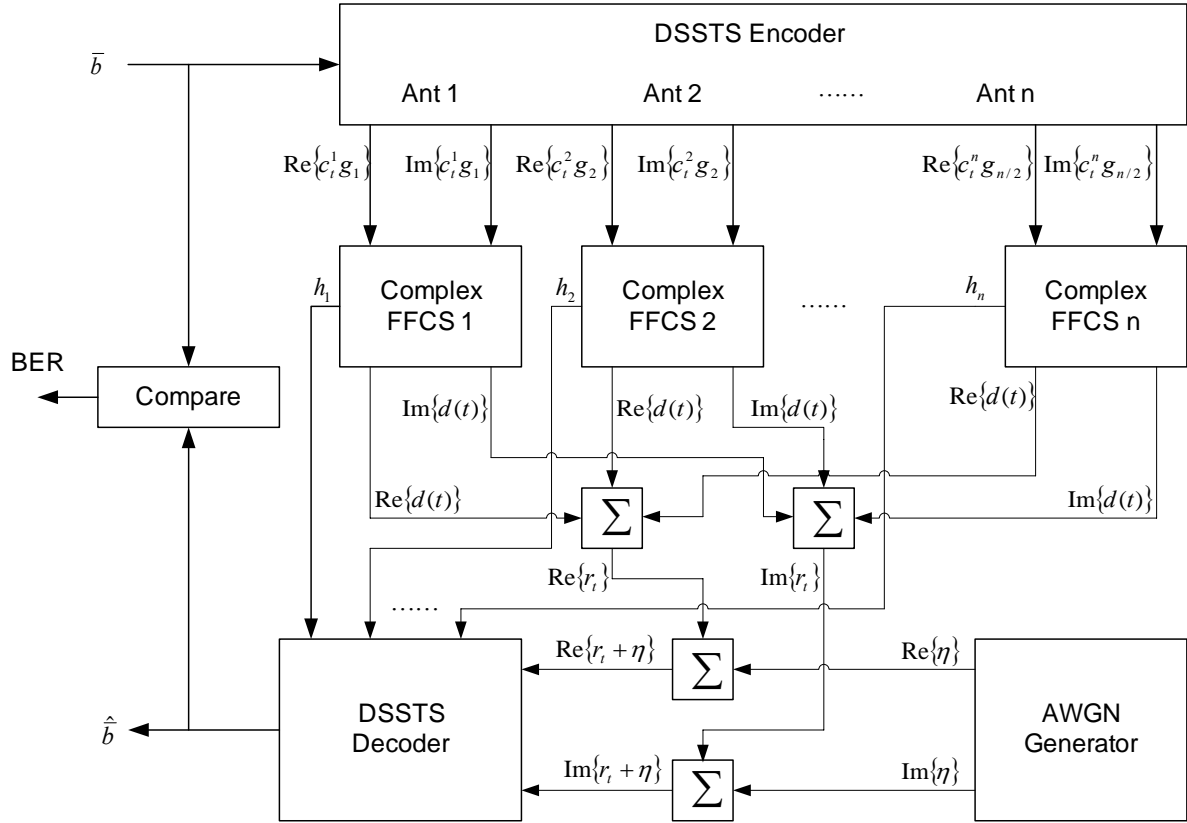 DSSTS Encoder
b̄
Ant 1 Ant 2 ...... Ant n
Re{c_t^1 g_1} Im{c_t^1 g_1} Re{c_t^2 g_2} Im{c_t^2 g_2} Re{c_t^n g_{n/2}} Im{c_t^n g_{n/2}}
h_1 Complex FFCS 1
h_2 Complex FFCS 2
......
h_n Complex FFCS n
BER
Compare
Im{d(t)} Re{d(t)} Im{d(t)} Re{d(t)}
Re{d(t)} Σ Σ Im{d(t)}
Re{r_t} Im{r_t}
......
Re{r_t + η} Σ Re{η}
b̄̂
DSSTS Decoder
AWGN Generator
Im{r_t + η} Σ Im{η}